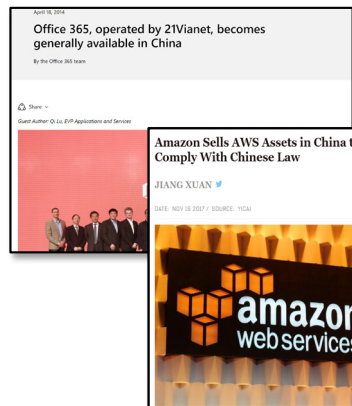 April 18, 2014
Office 365, operated by 21Vianet, becomes
generally available in China
By the Office 365 team
Share
Guest Author: Qi Lu, EVP Applications and Services
Amazon Sells AWS Assets in China t
Comply With Chinese Law
JIANG XUAN
DATE: NOV 16 2017 / SOURCE: YICAI
amazon
web services